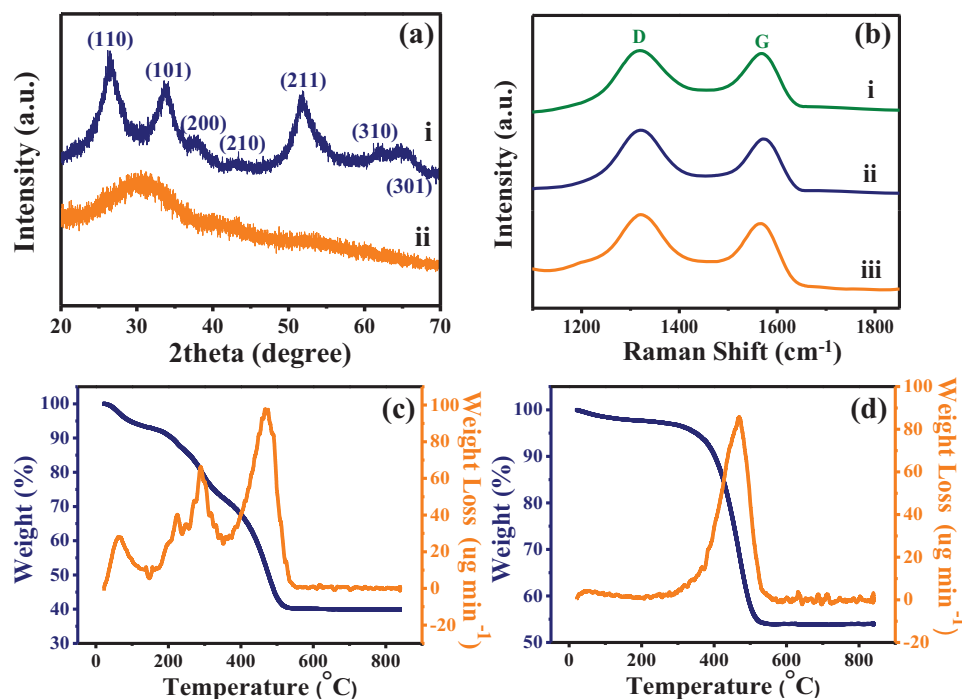 (a)
(110)
(101)
(211)
(200)
(210)
(310)
(301)
i
ii
Intensity (a.u.)
20 30 40 50 60 70
2theta (degree)
(b)
D
G
i
ii
iii
Intensity (a.u.)
1200 1400 1600 1800
Raman Shift (cm-1)
(c)
Weight (%)
100
90
80
70
60
50
40
30
0 200 400 600 800
Temperature (°C)
100
80
60
40
20
0
-20
Weight Loss (ug min-1)
(d)
Weight (%)
100
90
80
70
60
50
0 200 400 600 800
Temperature (°C)
100
80
60
40
20
0
-20
Weight Loss (ug min-1)